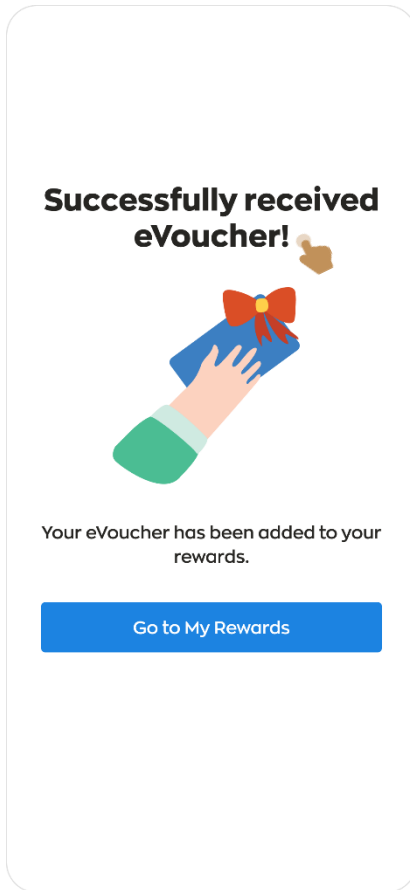 Successfully received
eVoucher!
Your eVoucher has been added to your
rewards.
Go to My Rewards